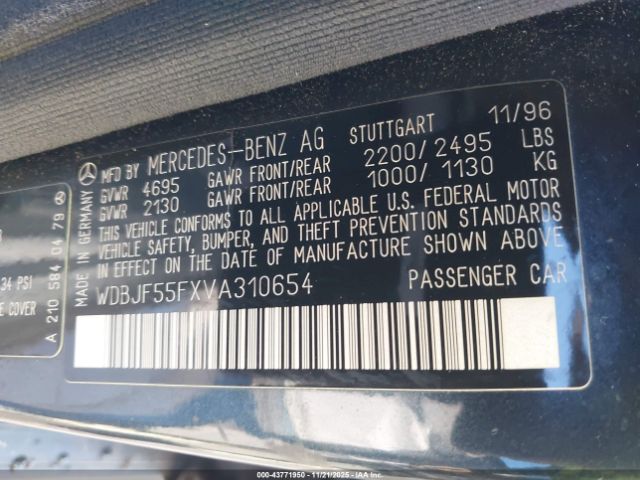 MFD BY MERCEDES-BENZ AG STUTTGART 11/96
GVWR 4695 GAWR FRONT/REAR 2200/2495 LBS
GVWR 2130 GAWR FRONT/REAR 1000/1130 KG
THIS VEHICLE CONFORMS TO ALL APPLICABLE U.S. FEDERAL MOTOR
VEHICLE SAFETY, BUMPER, AND THEFT PREVENTION STANDARDS
IN EFFECT ON THE DATE OF MANUFACTURE SHOWN ABOVE
WDBJF55FXVA310654 PASSENGER CAR
MADE IN GERMANY
A 210 584 04 79
34 PSI
E COVER
00-43771950 - 11/21/2025 - IAAI.COM